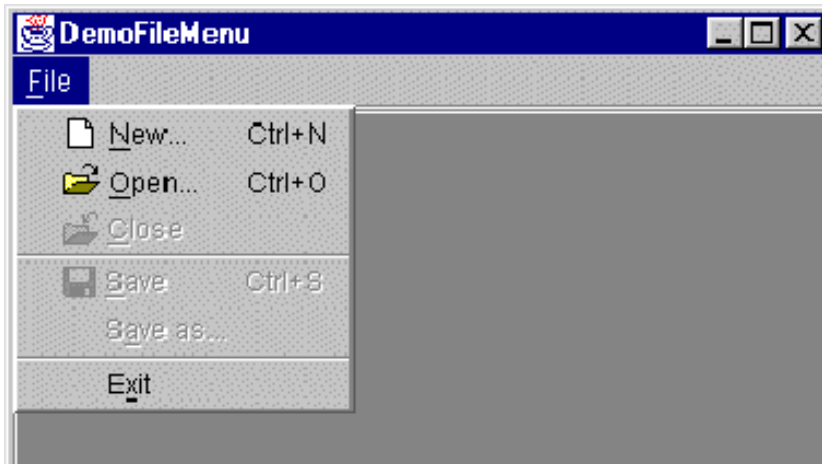 DemoFileMenu
File
New... Ctrl+N
Open... Ctrl+O
Close
Save Ctrl+S
Save as...
Exit